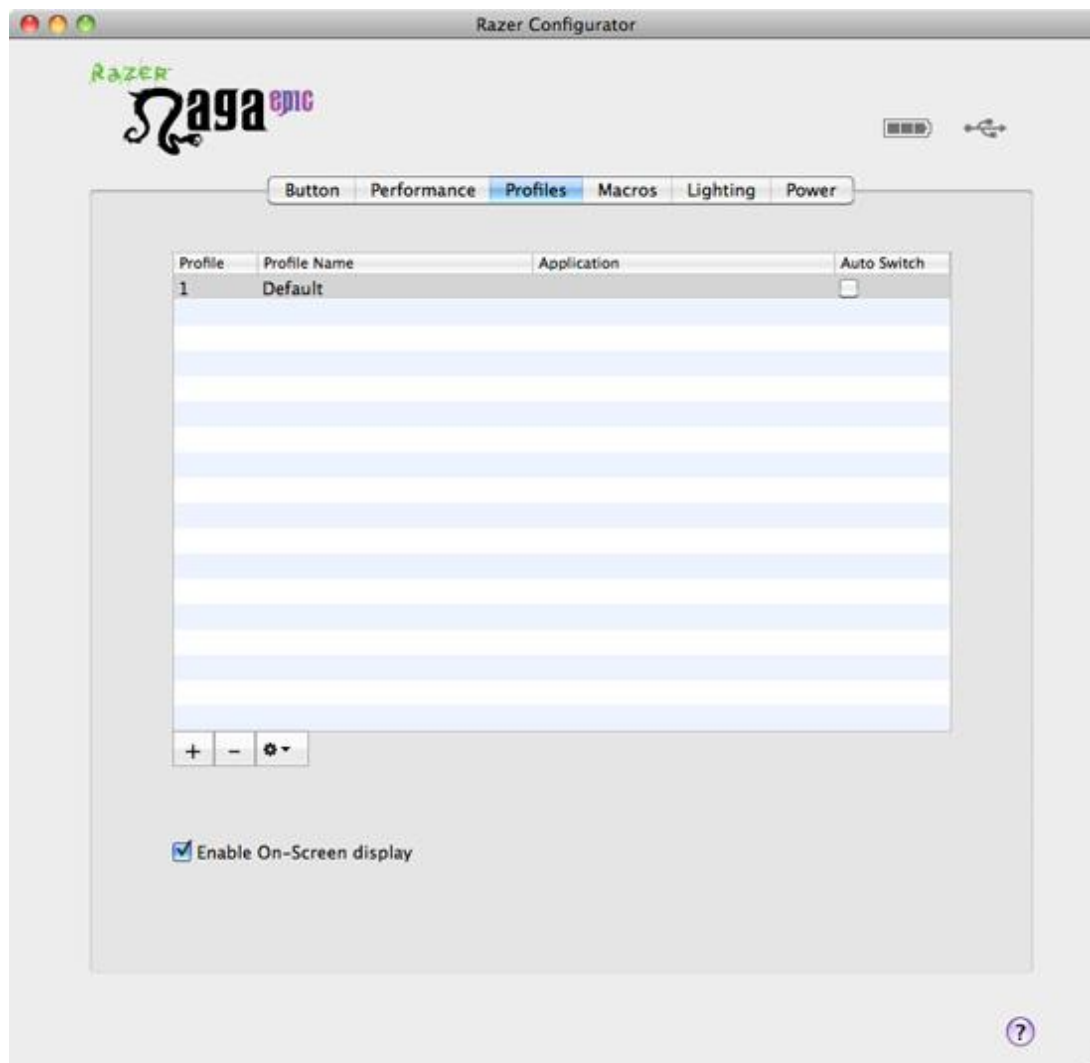 Razer Configurator
RAZER
Naga epic
Button Performance Profiles Macros Lighting Power
Profile Profile Name Application Auto Switch
1 Default
+ -
Enable On-Screen display
?